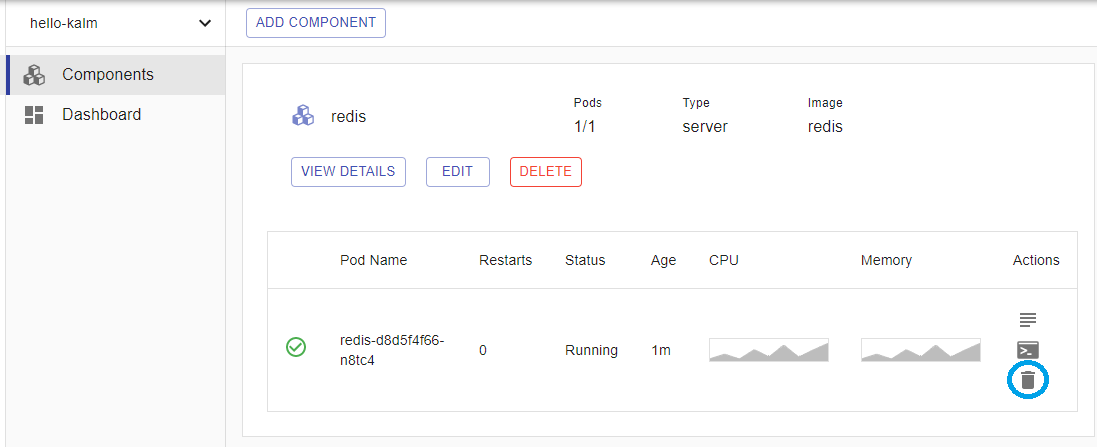 hello-kalm
ADD COMPONENT
Components
Dashboard
redis
Pods
Type
Image
1/1
server
redis
VIEW DETAILS
EDIT
DELETE
Pod Name
Restarts
Status
Age
CPU
Memory
Actions
redis-d8d5f4f66-
n8tc4
0
Running
1m
>_